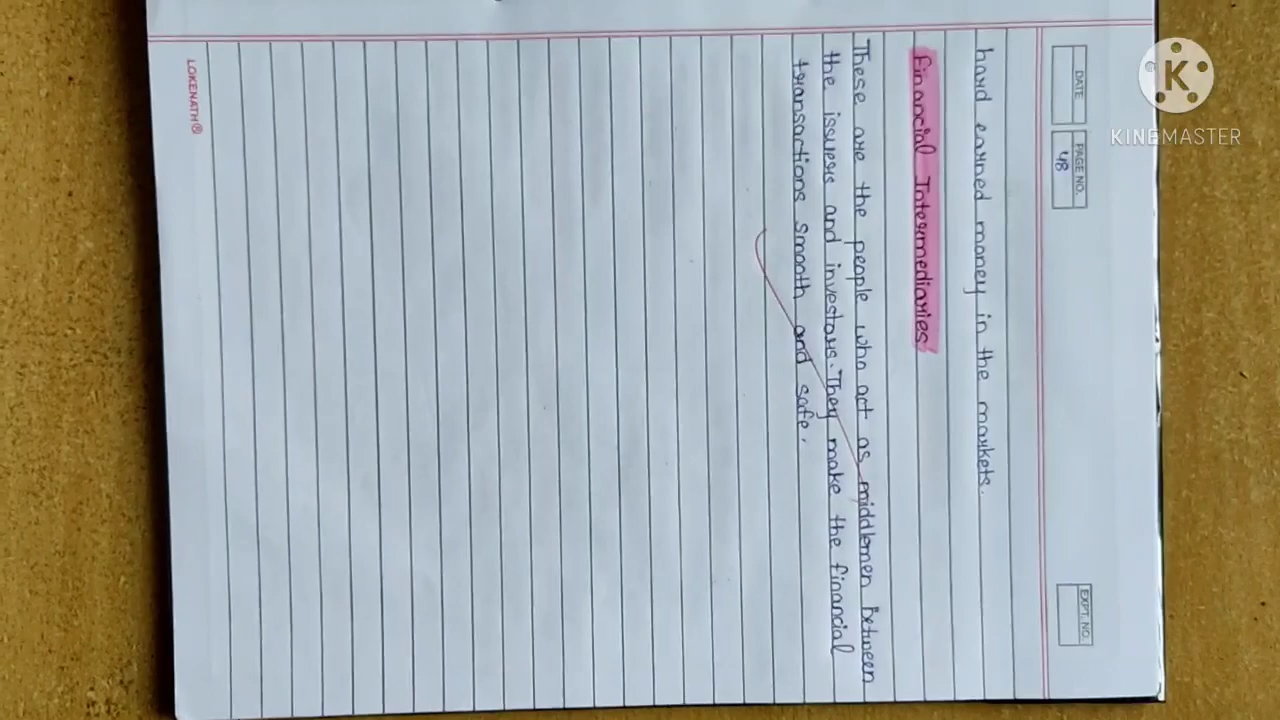 DATE
PAGE NO.
48
EXPT. NO.
hard earned money in the markets.
Financial Intermediaries
These are the people who act as middlemen between
the issuers and investors. They make the financial
transactions smooth and safe.
LOKENATH®
K
KINEMASTER